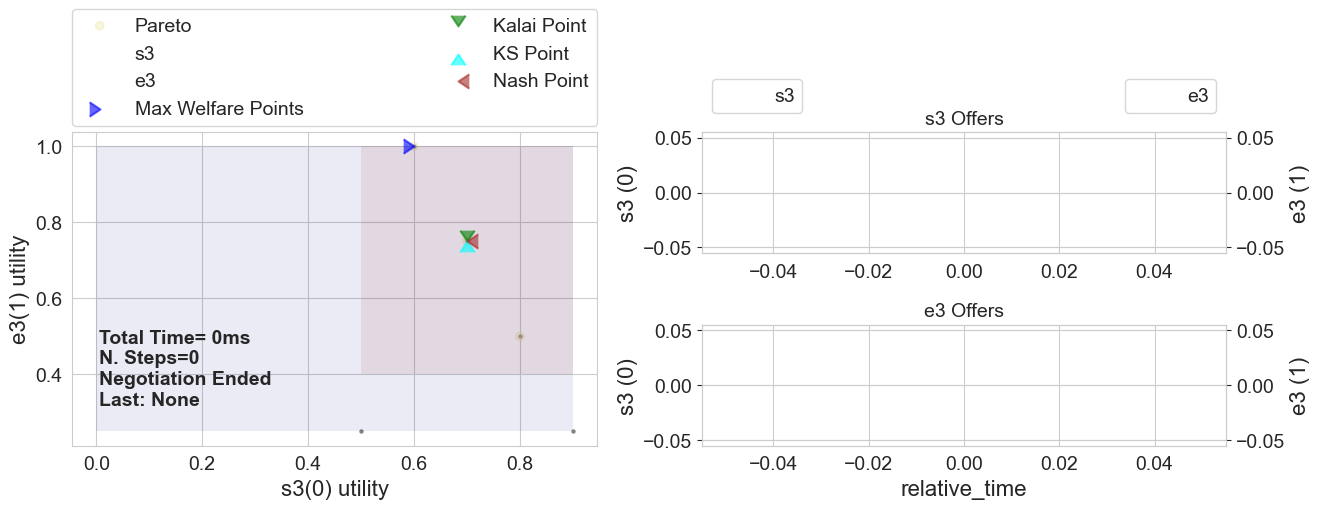 Pareto
s3
e3
Max Welfare Points
Kalai Point
KS Point
Nash Point
1.0
0.8
0.6
0.4
e3(1) utility
Total Time= 0ms
N. Steps=0
Negotiation Ended
Last: None
0.0 0.2 0.4 0.6 0.8
s3(0) utility
s3
e3
s3 Offers
0.05
0.00
−0.05
s3 (0)
0.05
0.00
−0.05
e3 (1)
−0.04 −0.02 0.00 0.02 0.04
e3 Offers
0.05
0.00
−0.05
s3 (0)
0.05
0.00
−0.05
e3 (1)
−0.04 −0.02 0.00 0.02 0.04
relative_time